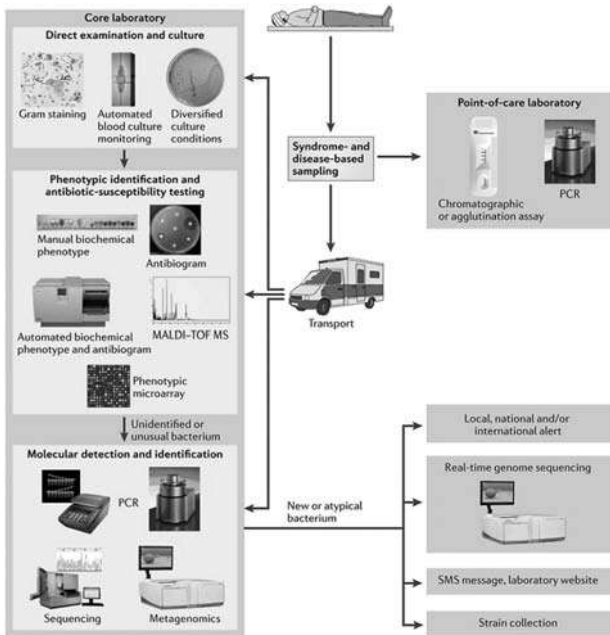 Core laboratory
Direct examination and culture
Gram staining
Automated
blood culture
monitoring
Diversified
culture
conditions
Phenotypic identification and
antibiotic-susceptibility testing
Manual biochemical
phenotype
Antibiogram
Automated biochemical
phenotype and antibiogram
MALDI–TOF MS
Phenotypic
microarray
Unidentified or
unusual bacterium
Molecular detection and identification
PCR
Sequencing
Metagenomics
Syndrome- and
disease-based
sampling
Transport
Point-of-care laboratory
Chromatographic
or agglutination assay
PCR
New or atypical
bacterium
Local, national and/or
international alert
Real-time genome sequencing
SMS message, laboratory website
Strain collection